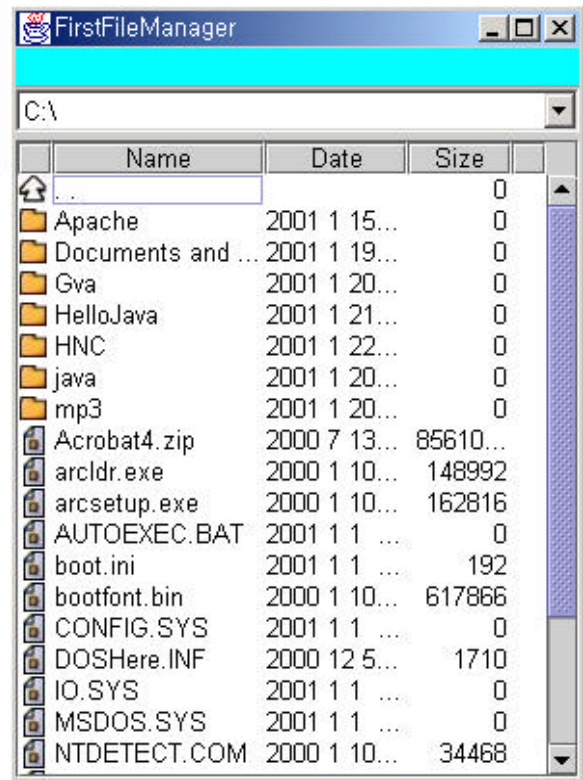 FirstFileManager
C:\
Name Date Size
. . 0
Apache 2001 1 15... 0
Documents and ... 2001 1 19... 0
Gva 2001 1 20... 0
HelloJava 2001 1 21... 0
HNC 2001 1 22... 0
java 2001 1 20... 0
mp3 2001 1 20... 0
Acrobat4.zip 2000 7 13... 85610...
arcldr.exe 2000 1 10... 148992
arcsetup.exe 2000 1 10... 162816
AUTOEXEC.BAT 2001 1 1 ... 0
boot.ini 2001 1 1 ... 192
bootfont.bin 2000 1 10... 617866
CONFIG.SYS 2001 1 1 ... 0
DOSHere.INF 2000 12 5... 1710
IO.SYS 2001 1 1 ... 0
MSDOS.SYS 2001 1 1 ... 0
NTDETECT.COM 2000 1 10... 34468